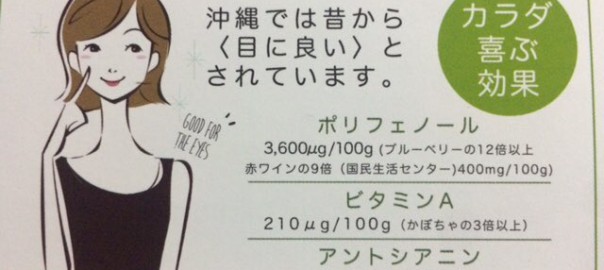 沖縄では昔から
〈目に良い〉と
されています。
カラダ
喜ぶ
効果
GOOD FOR
THE EYES
ポリフェノール
3,600μg/100g (ブルーベリーの12倍以上
赤ワインの9倍（国民生活センター)400mg/100g)
ビタミンA
210μg/100g（かぼちゃの3倍以上）
アントシアニン